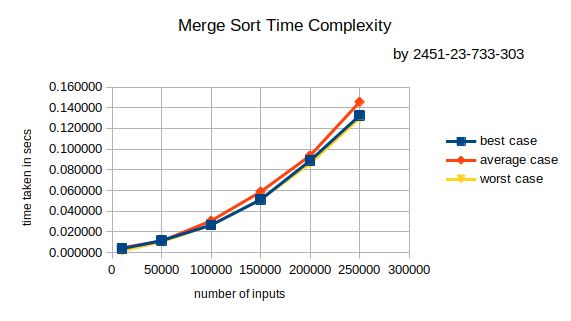 Merge Sort Time Complexity
by 2451-23-733-303
0.160000
0.140000
0.120000
0.100000
0.080000
0.060000
0.040000
0.020000
0.000000
time taken in secs
0 50000 100000 150000 200000 250000 300000
number of inputs
best case
average case
worst case